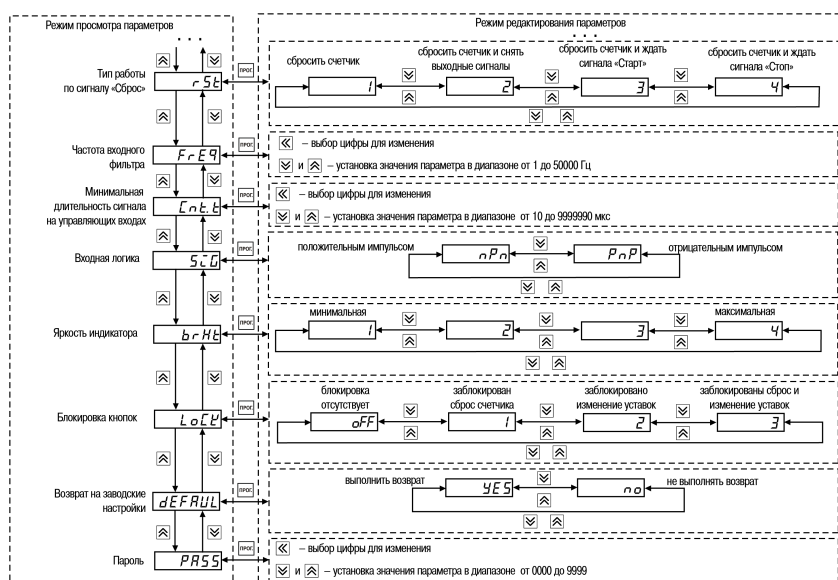 Режим просмотра параметров
Режим редактирования параметров
. . .
. . .
Тип работы
по сигналу «Сброс»
rSt
ПРОГ.
сбросить счетчик
сбросить счетчик и снять
выходные сигналы
сбросить счетчик и ждать
сигнала «Старт»
сбросить счетчик и ждать
сигнала «Стоп»
1
2
3
4
Частота входного
фильтра
FrEq
ПРОГ.
– выбор цифры для изменения
и – установка значения параметра в диапазоне от 1 до 50000 Гц
Минимальная
длительность сигнала
на управляющих входах
Cnt.t
ПРОГ.
– выбор цифры для изменения
и – установка значения параметра в диапазоне от 10 до 9999990 мкс
Входная логика
SiG
ПРОГ.
положительным импульсом
nPn
PnP
отрицательным импульсом
Яркость индикатора
brHt
ПРОГ.
минимальная
максимальная
1
2
3
4
Блокировка кнопок
LoCK
ПРОГ.
блокировка
отсутствует
заблокирован
сброс счетчика
заблокировано
изменение уставок
заблокированы сброс и
изменение уставок
oFF
1
2
3
Возврат на заводские
настройки
dEFAUL
ПРОГ.
выполнить возврат
YES
no
не выполнять возврат
Пароль
PASS
ПРОГ.
– выбор цифры для изменения
и – установка значения параметра в диапазоне от 0000 до 9999